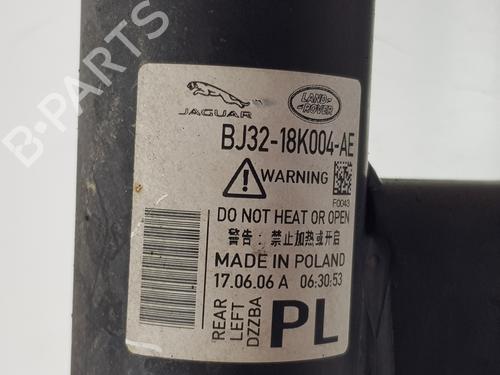 B-PARTS
JAGUAR
LAND-
ROVER
BJ32-18K004-AE
WARNING
F0043
DO NOT HEAT OR OPEN
警告：禁止加热或开启
MADE IN POLAND
17.06.06 A 06:30:53
REAR
LEFT
DZZBA
PL